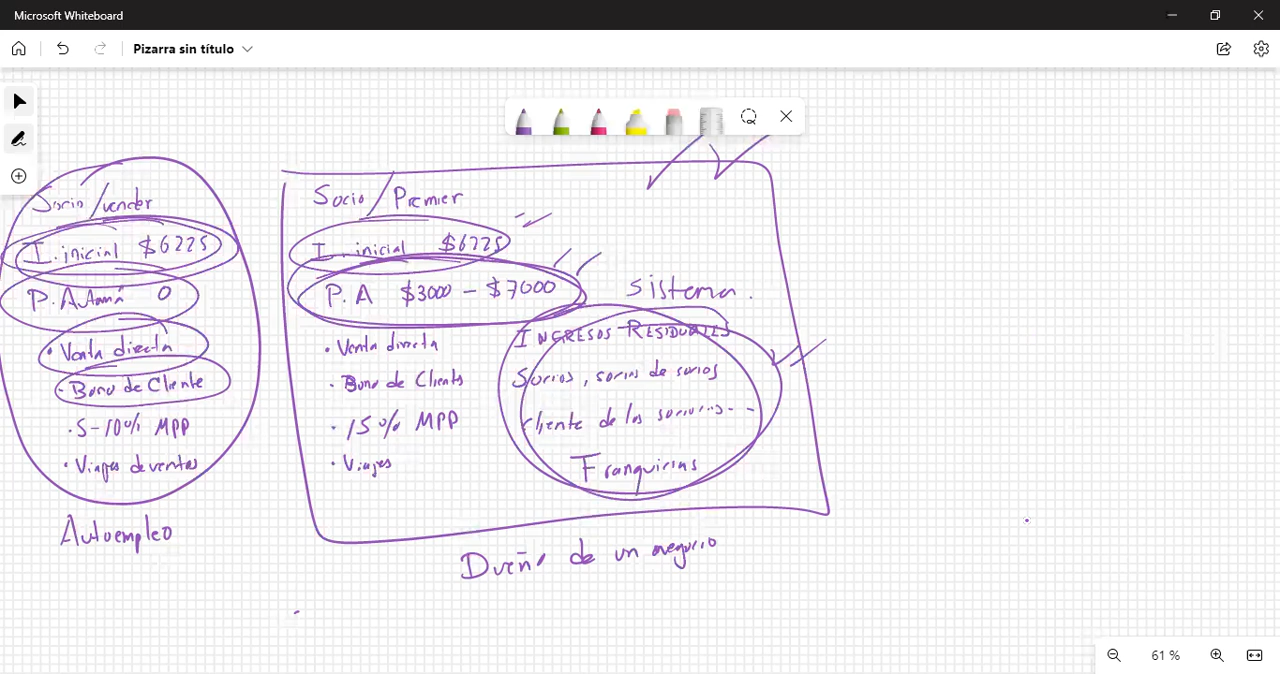 Microsoft Whiteboard
Pizarra sin título
Socio/vender
I. inicial $6225
P. Autom 0
• Venta directa
- Bono de Cliente
• 5-10% MPP
• Viajes de ventas
Autoempleo
Socio/Premier
I. inicial $6225
P. A $3000 - $7000
• Venta directa
• Bono de Cliente
• 15% MPP
• Viajes
Sistema.
INGRESOS RESIDUALES
Socios, socios de socios
cliente de los socios...
Franquicias
Dueño de un negocio
61 %